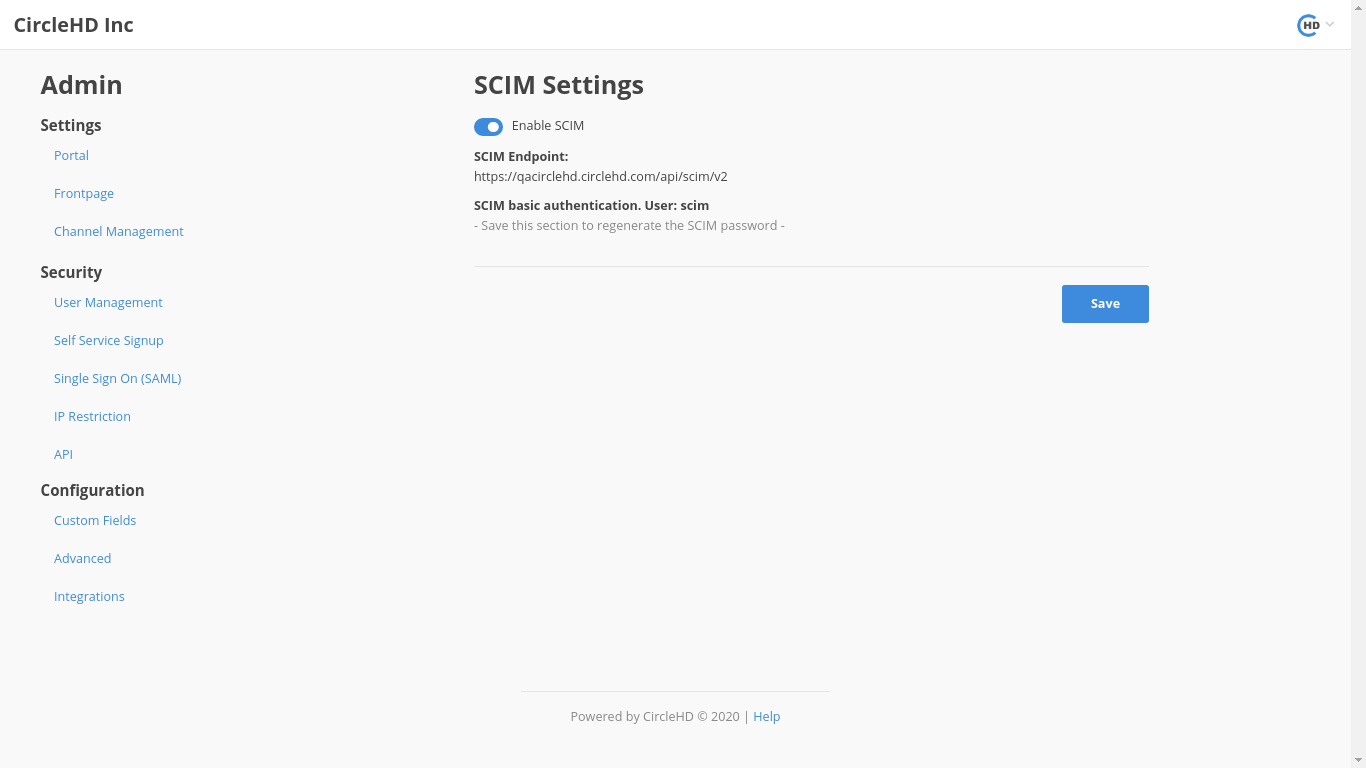 CircleHD Inc
HD
Admin
Settings
Portal
Frontpage
Channel Management
Security
User Management
Self Service Signup
Single Sign On (SAML)
IP Restriction
API
Configuration
Custom Fields
Advanced
Integrations
SCIM Settings
Enable SCIM
SCIM Endpoint:
https://qacirclehd.circlehd.com/api/scim/v2
SCIM basic authentication. User: scim
- Save this section to regenerate the SCIM password -
Save
Powered by CircleHD © 2020 | Help